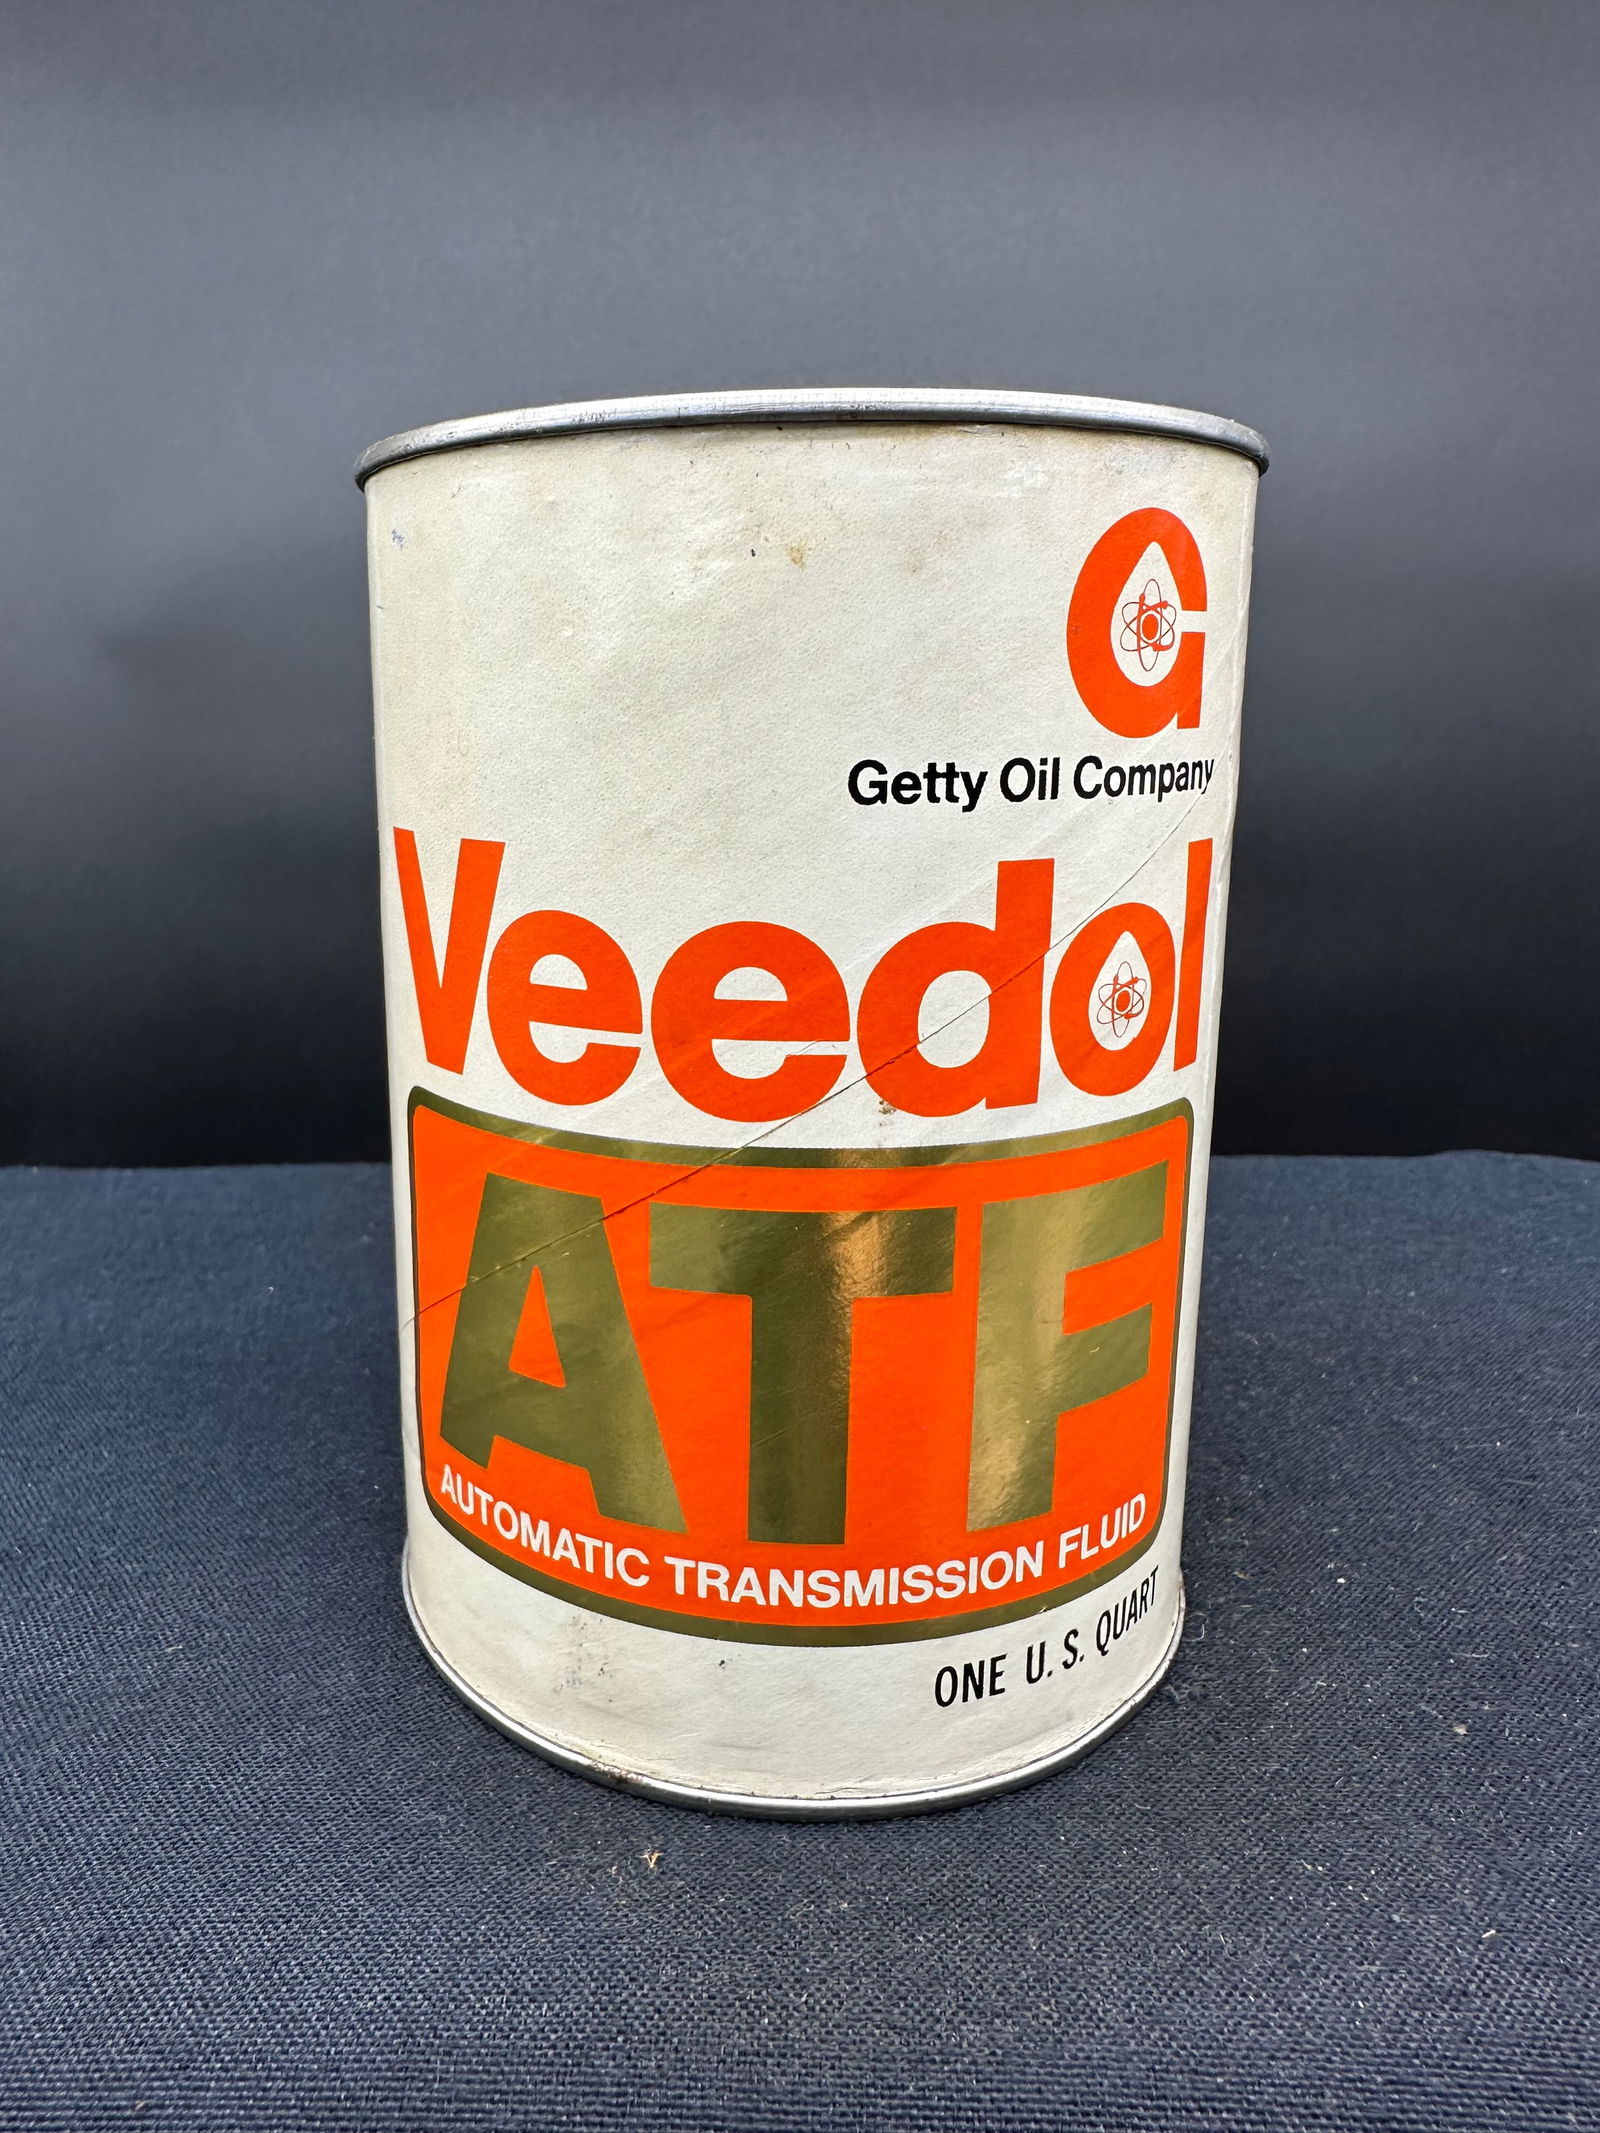 G
Getty Oil Company
Veedol
ATF
AUTOMATIC TRANSMISSION FLUID
ONE U.S. QUART